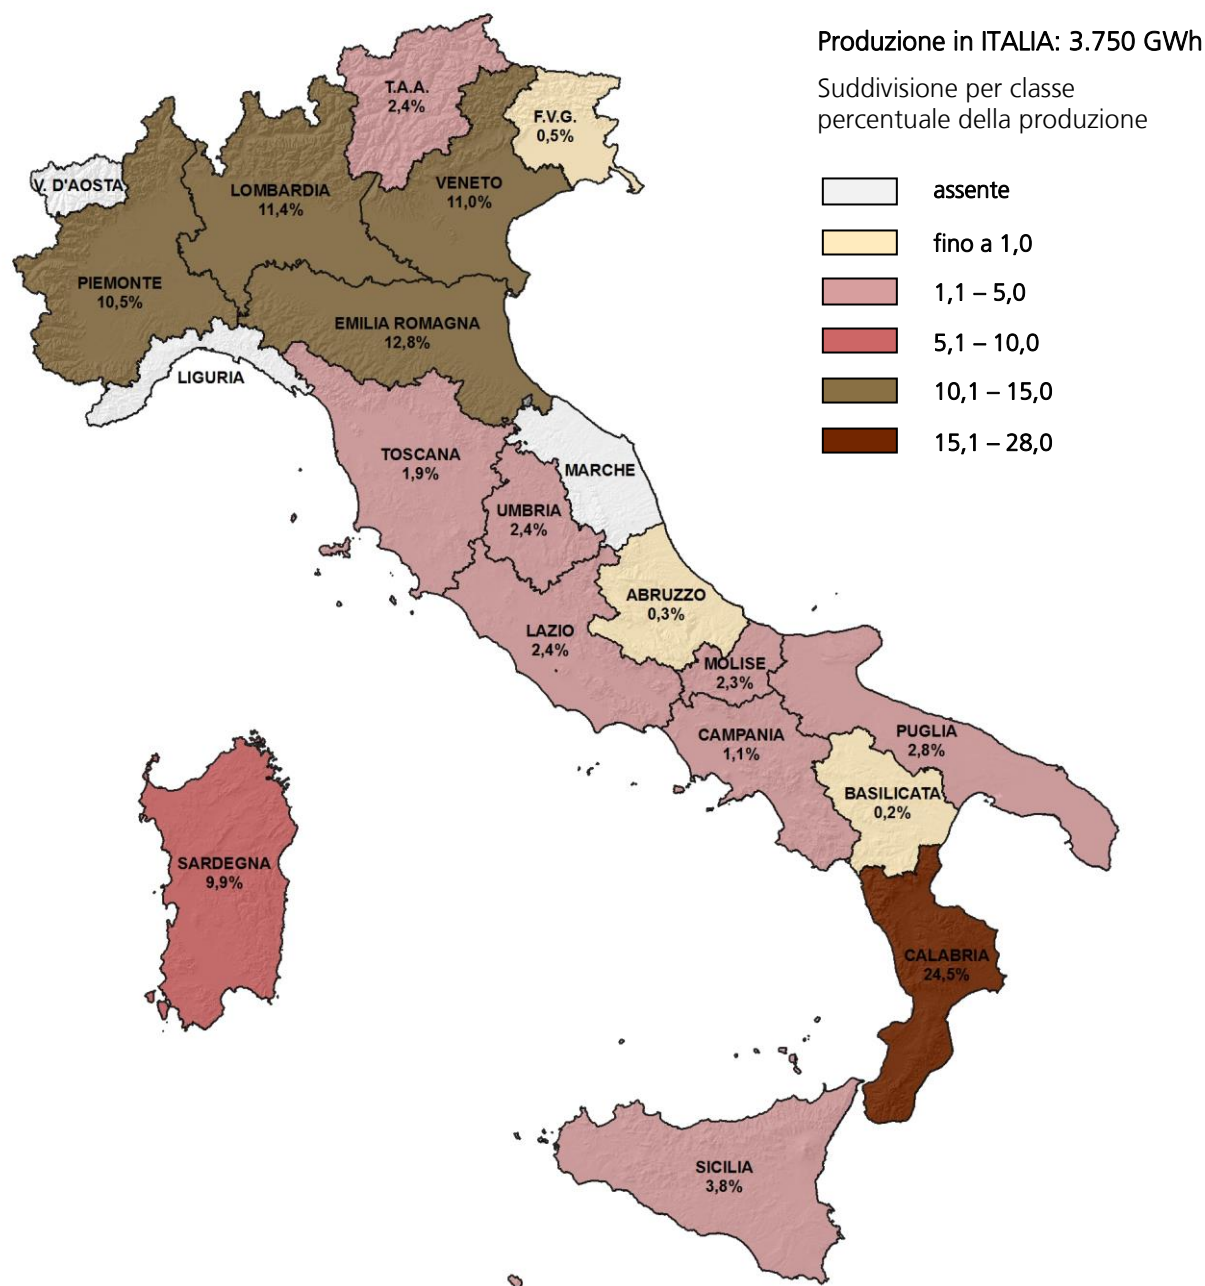 Produzione in ITALIA: 3.750 GWh
Suddivisione per classe
percentuale della produzione
assente
fino a 1,0
1,1 – 5,0
5,1 – 10,0
10,1 – 15,0
15,1 – 28,0
T.A.A.
2,4%
F.V.G.
0,5%
V. D'AOSTA
LOMBARDIA
11,4%
VENETO
11,0%
PIEMONTE
10,5%
EMILIA ROMAGNA
12,8%
LIGURIA
TOSCANA
1,9%
MARCHE
UMBRIA
2,4%
ABRUZZO
0,3%
LAZIO
2,4%
MOLISE
2,3%
CAMPANIA
1,1%
PUGLIA
2,8%
BASILICATA
0,2%
SARDEGNA
9,9%
CALABRIA
24,5%
SICILIA
3,8%